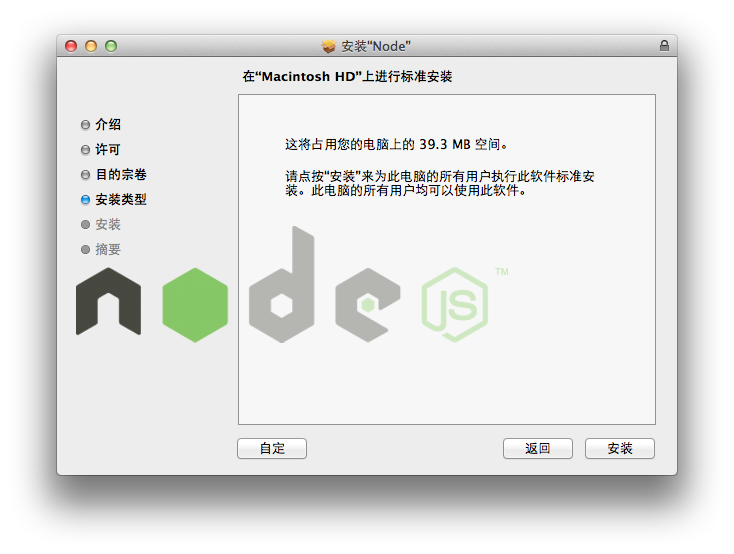 安装“Node”
在“Macintosh HD”上进行标准安装
介绍
许可
目的宗卷
安装类型
安装
摘要
这将占用您的电脑上的 39.3 MB 空间。
请点按“安装”来为此电脑的所有用户执行此软件标准安
装。此电脑的所有用户均可以使用此软件。
node JS TM
自定
返回
安装